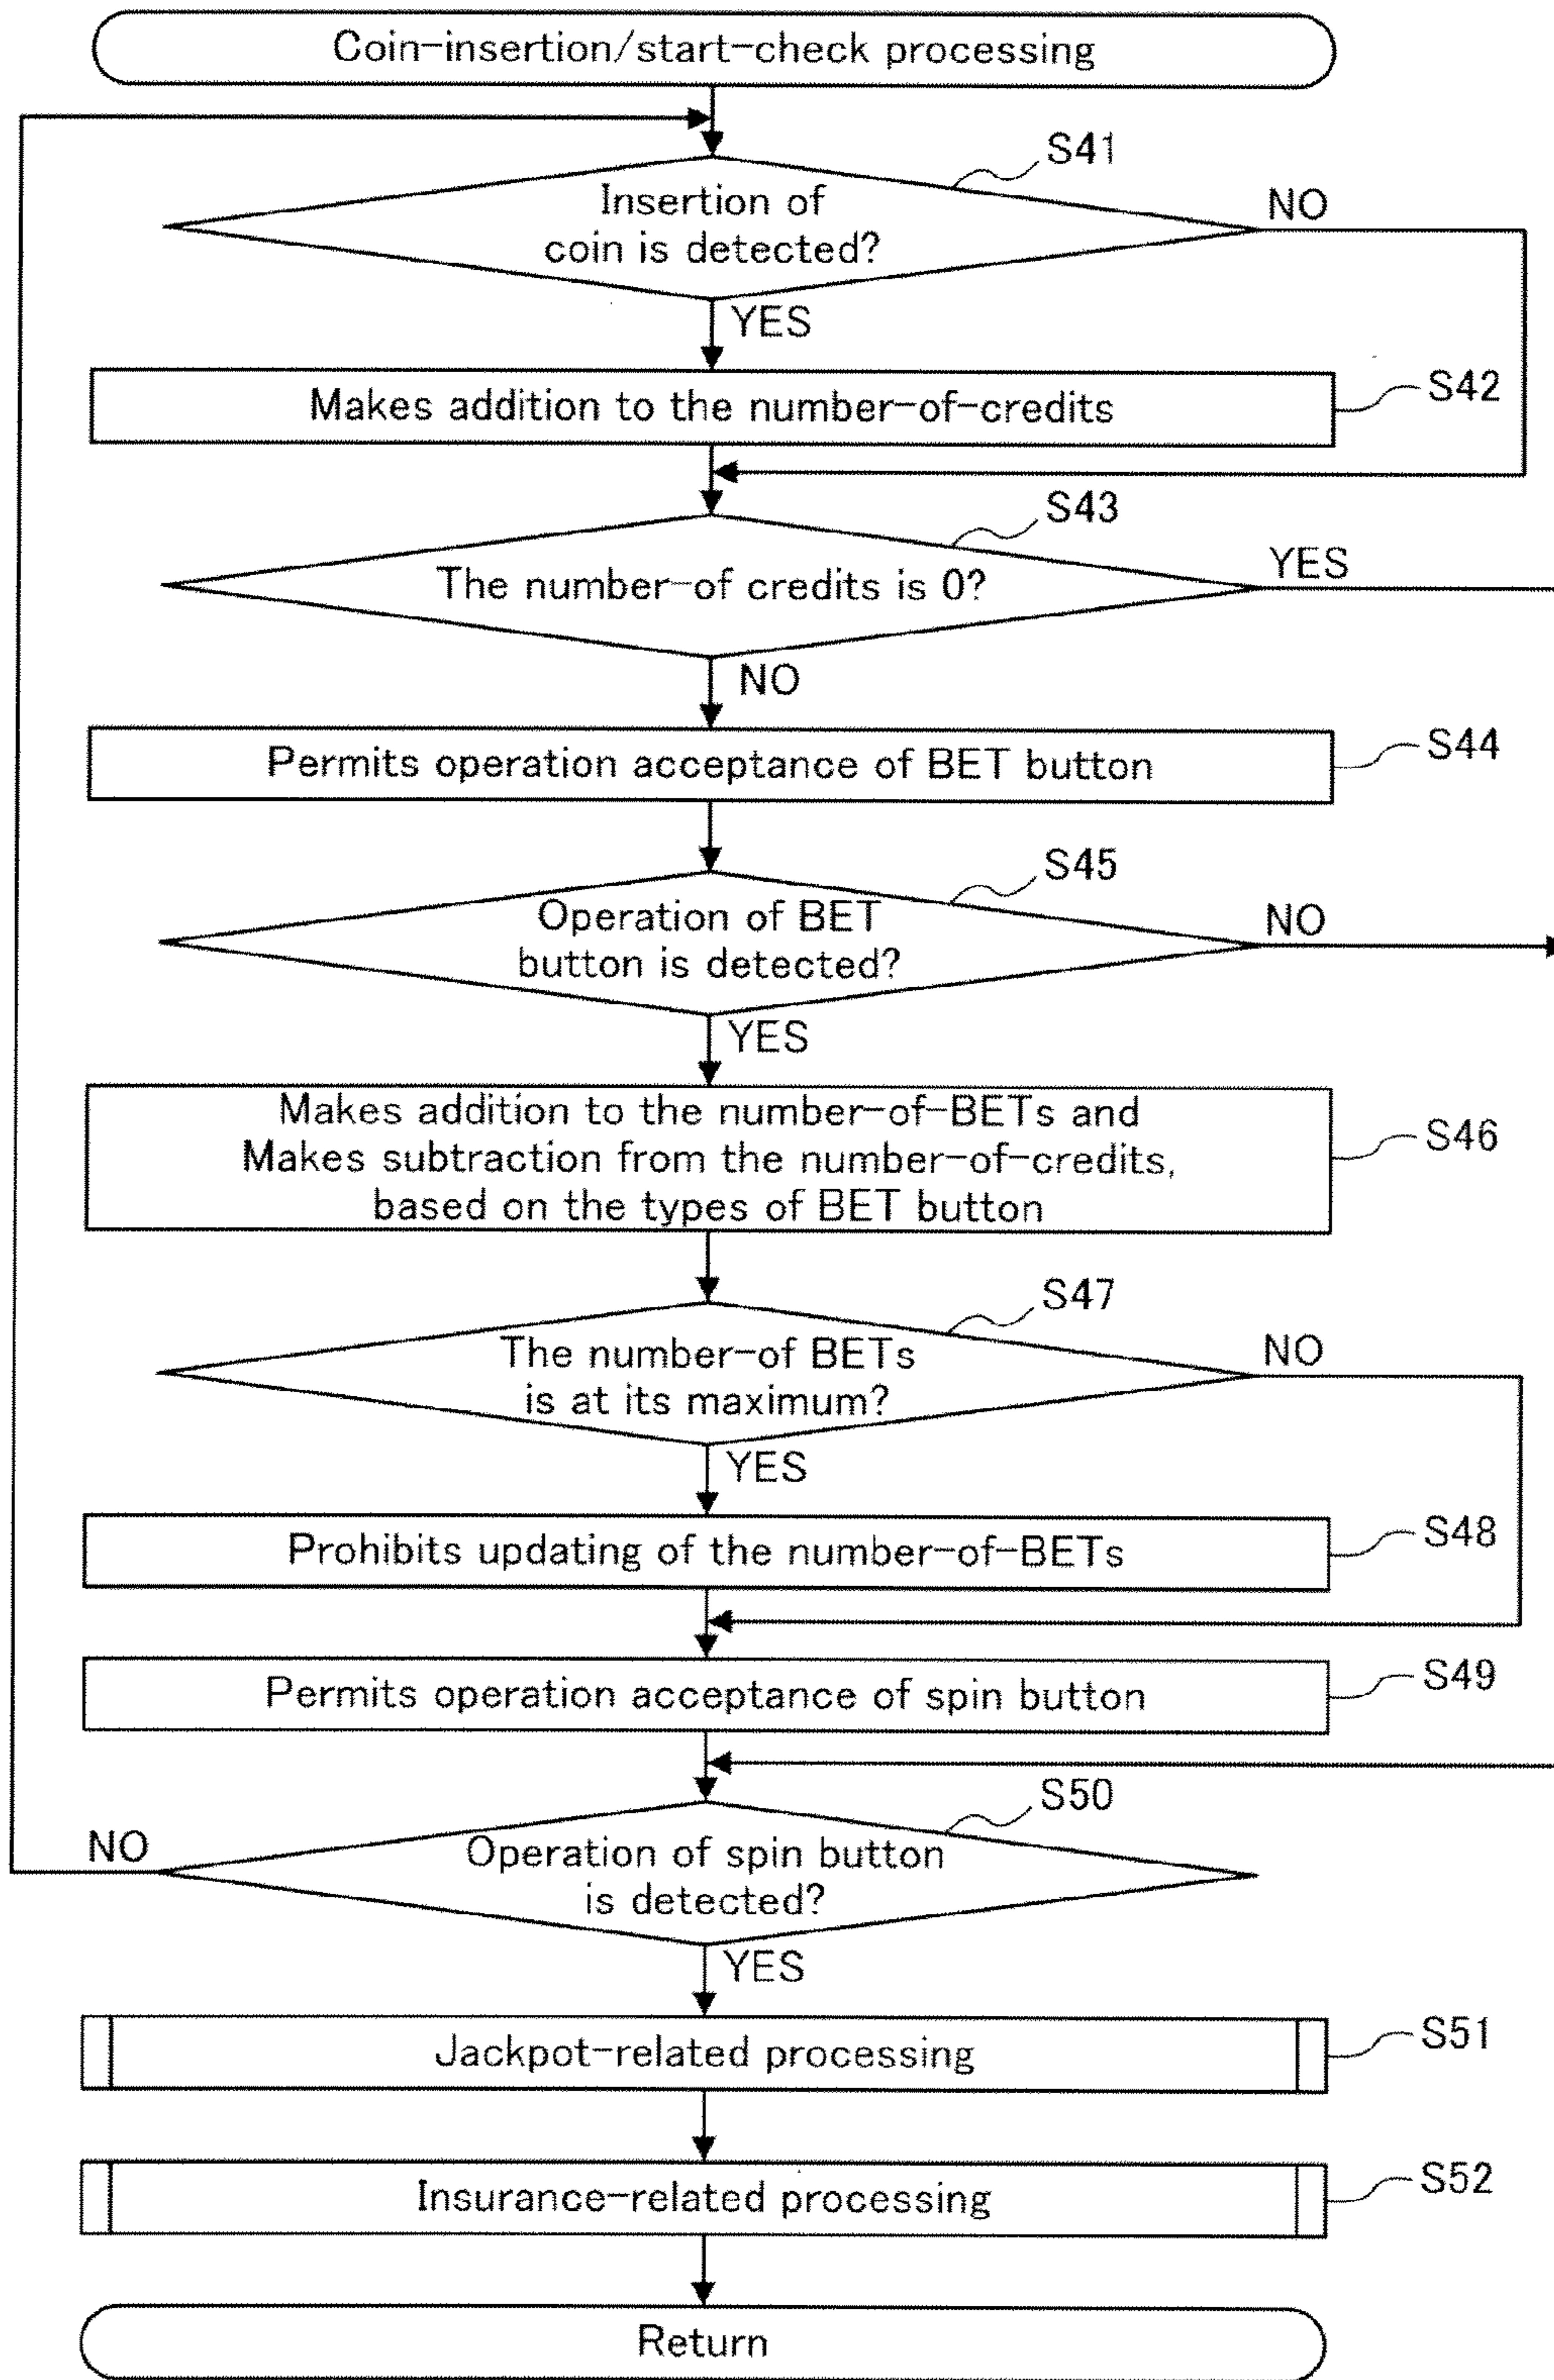 Coin-insertion/start-check processing
S41
Insertion of
coin is detected?
NO
YES
Makes addition to the number-of-credits
S42
S43
The number-of credits is 0?
YES
NO
Permits operation acceptance of BET button
S44
S45
Operation of BET
button is detected?
NO
YES
Makes addition to the number-of-BETs and
Makes subtraction from the number-of-credits,
based on the types of BET button
S46
S47
The number-of BETs
is at its maximum?
NO
YES
Prohibits updating of the number-of-BETs
S48
Permits operation acceptance of spin button
S49
S50
NO
Operation of spin button
is detected?
YES
Jackpot-related processing
S51
Insurance-related processing
S52
Return